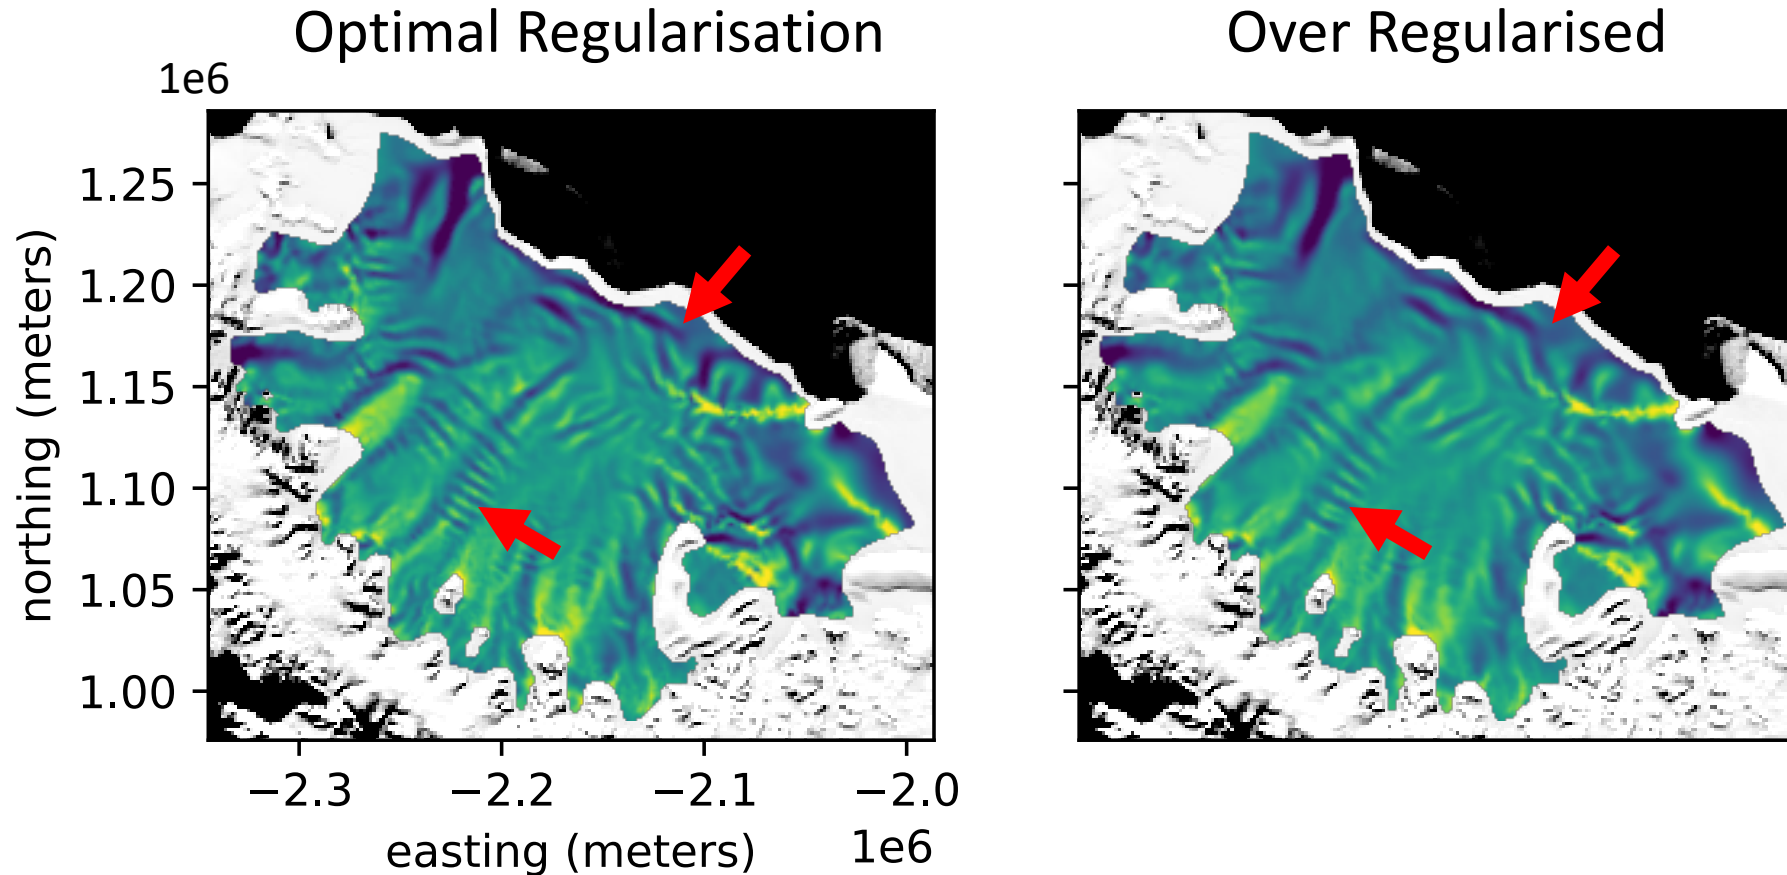 Optimal Regularisation
Over Regularised
1e6
1.25
1.20
1.15
1.10
1.05
1.00
northing (meters)
−2.3
−2.2
−2.1
−2.0
easting (meters)
1e6